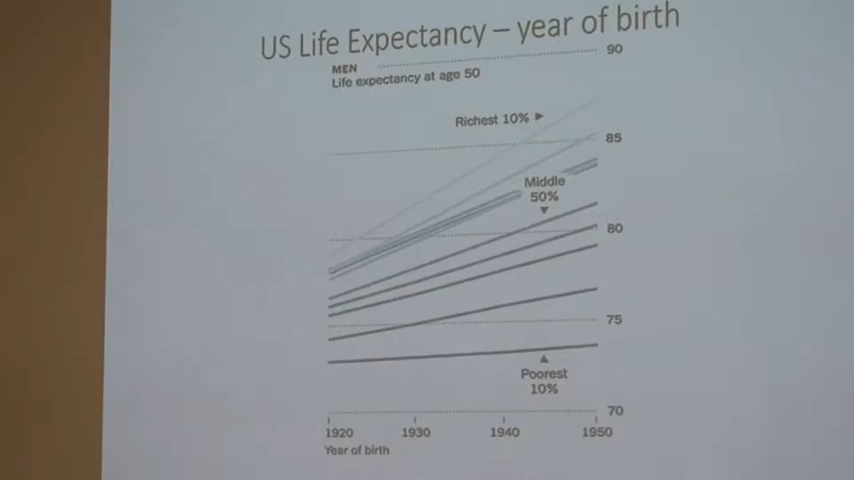 US Life Expectancy – year of birth
MEN
Life expectancy at age 50
90
Richest 10% ►
85
Middle
50%
▼
80
75
▲
Poorest
10%
70
1920 1930 1940 1950
Year of birth